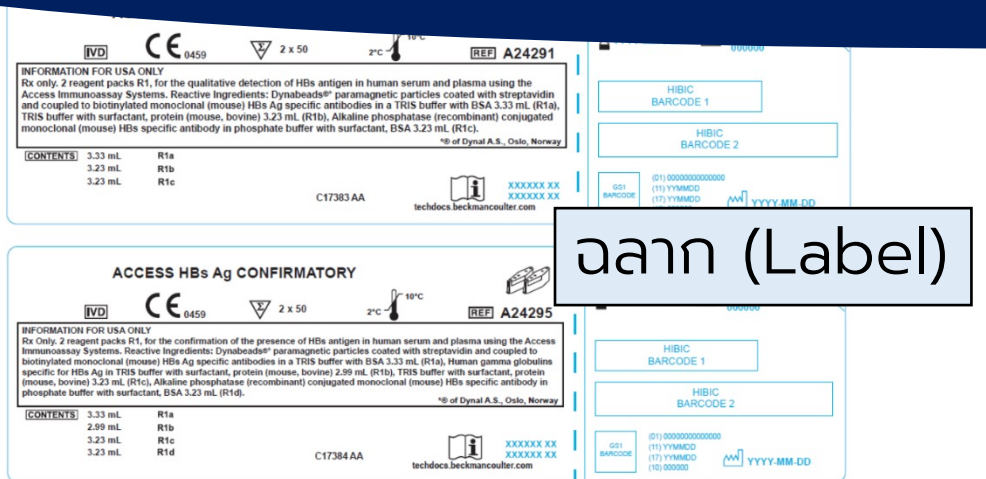 IVD
CE 0459
Σ 2 x 50
2°C
10°C
REF A24291
INFORMATION FOR USA ONLY
Rx only. 2 reagent packs R1, for the qualitative detection of HBs antigen in human serum and plasma using the
Access Immunoassay Systems. Reactive Ingredients: Dynabeads®* paramagnetic particles coated with streptavidin
and coupled to biotinylated monoclonal (mouse) HBs Ag specific antibodies in a TRIS buffer with BSA 3.33 mL (R1a),
TRIS buffer with surfactant, protein (mouse, bovine) 3.23 mL (R1b), Alkaline phosphatase (recombinant) conjugated
monoclonal (mouse) HBs specific antibody in phosphate buffer with surfactant, BSA 3.23 mL (R1c).
*® of Dynal A.S., Oslo, Norway
CONTENTS 3.33 mL R1a
3.23 mL R1b
3.23 mL R1c
C17383 AA
i
XXXXXX XX
XXXXXX XX
techdocs.beckmancoulter.com
000000
HIBIC
BARCODE 1
HIBIC
BARCODE 2
GS1
BARCODE
(01) 00000000000000
(11) YYMMDD
(17) YYMMDD
YYYY-MM-DD
ฉลาก (Label)
ACCESS HBs Ag CONFIRMATORY
IVD
CE 0459
Σ 2 x 50
2°C
10°C
REF A24295
INFORMATION FOR USA ONLY
Rx Only. 2 reagent packs R1, for the confirmation of the presence of HBs antigen in human serum and plasma using the Access
Immunoassay Systems. Reactive Ingredients: Dynabeads®* paramagnetic particles coated with streptavidin and coupled to
biotinylated monoclonal (mouse) HBs Ag specific antibodies in a TRIS buffer with BSA 3.33 mL (R1a), Human gamma globulins
specific for HBs Ag in TRIS buffer with surfactant, protein (mouse, bovine) 2.99 mL (R1b), TRIS buffer with surfactant, protein
(mouse, bovine) 3.23 mL (R1c), Alkaline phosphatase (recombinant) conjugated monoclonal (mouse) HBs specific antibody in
phosphate buffer with surfactant, BSA 3.23 mL (R1d).
*® of Dynal A.S., Oslo, Norway
CONTENTS 3.33 mL R1a
2.99 mL R1b
3.23 mL R1c
3.23 mL R1d
C17384 AA
i
XXXXXX XX
XXXXXX XX
techdocs.beckmancoulter.com
HIBIC
BARCODE 1
HIBIC
BARCODE 2
GS1
BARCODE
(01) 00000000000000
(11) YYMMDD
(17) YYMMDD
(10) 000000
YYYY-MM-DD